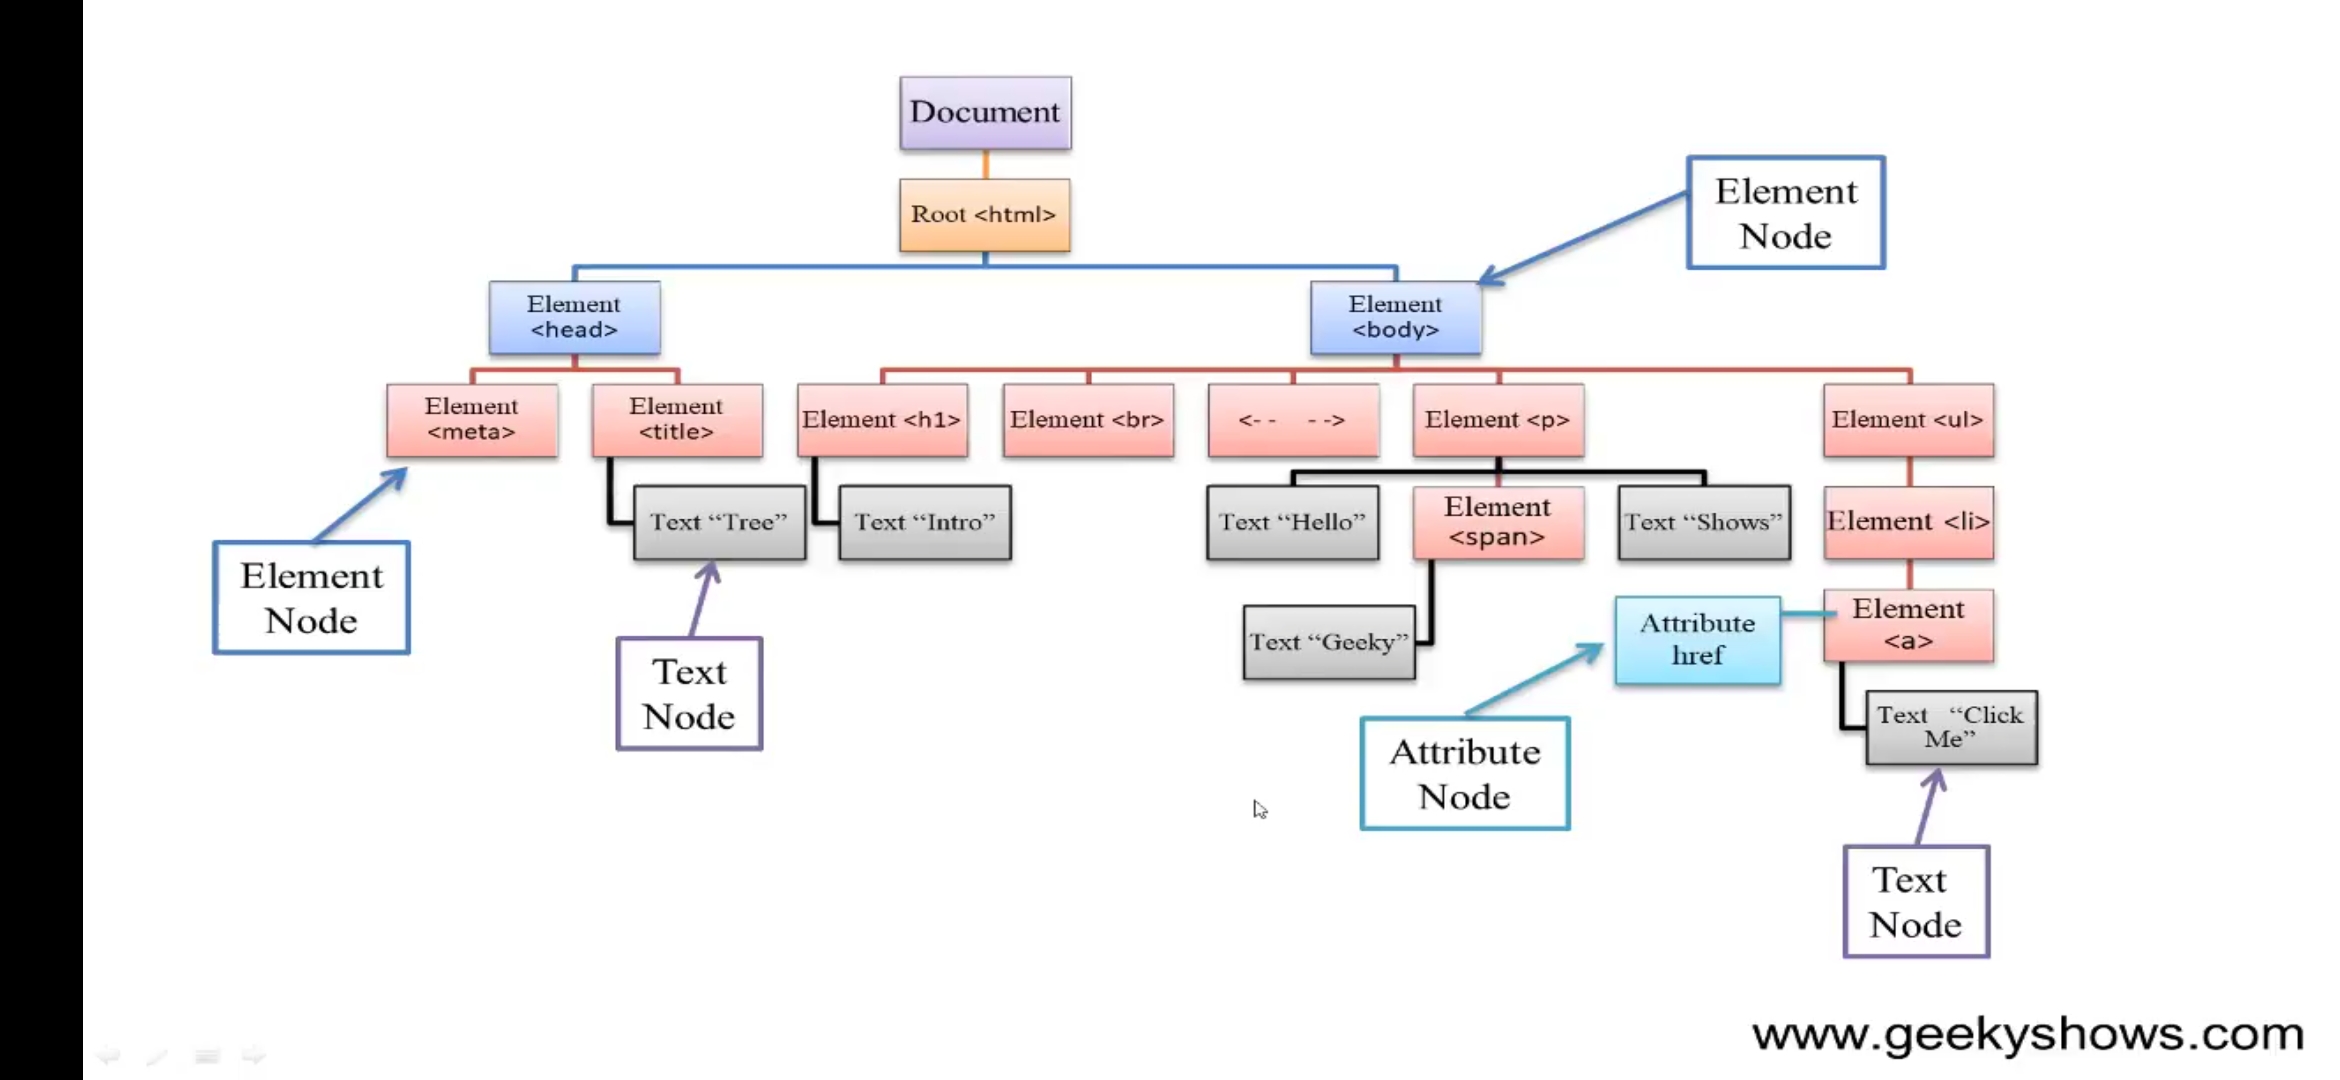 Document
Root <html>
Element
Node
Element
<head>
Element
<body>
Element
<meta>
Element
<title>
Element <h1>
Element <br>
<-- -->
Element <p>
Element <ul>
Text “Tree”
Text “Intro”
Text “Hello”
Element
<span>
Text “Shows”
Element <li>
Element
Node
Text
Node
Text “Geeky”
Attribute
href
Element
<a>
Attribute
Node
Text “Click
Me”
Text
Node
www.geekyshows.com